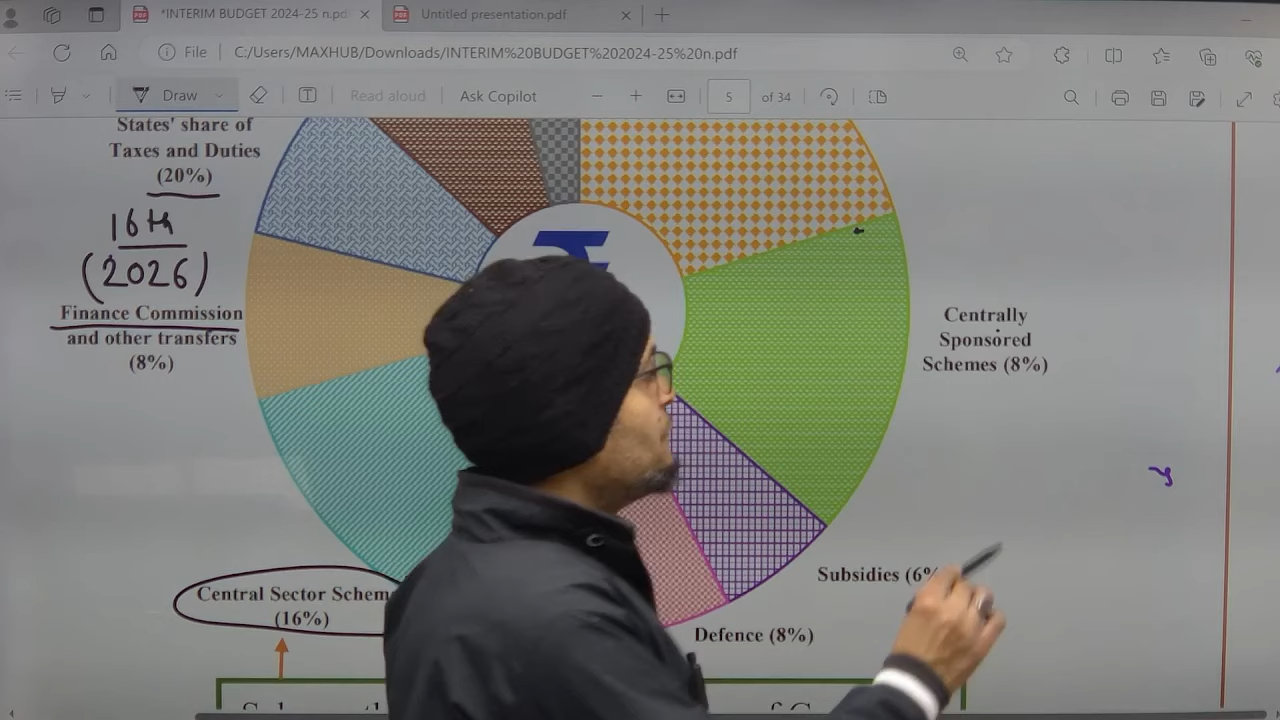 *INTERIM BUDGET 2024-25 n.pdf
Untitled presentation.pdf
File
C:/Users/MAXHUB/Downloads/INTERIM%20BUDGET%202024-25%20n.pdf
Draw
Read aloud
Ask Copilot
5
of 34
States' share of
Taxes and Duties
(20%)
16th
(2026)
Finance Commission
and other transfers
(8%)
Centrally
Sponsored
Schemes (8%)
Subsidies (6%
Defence (8%)
Central Sector Schem
(16%)